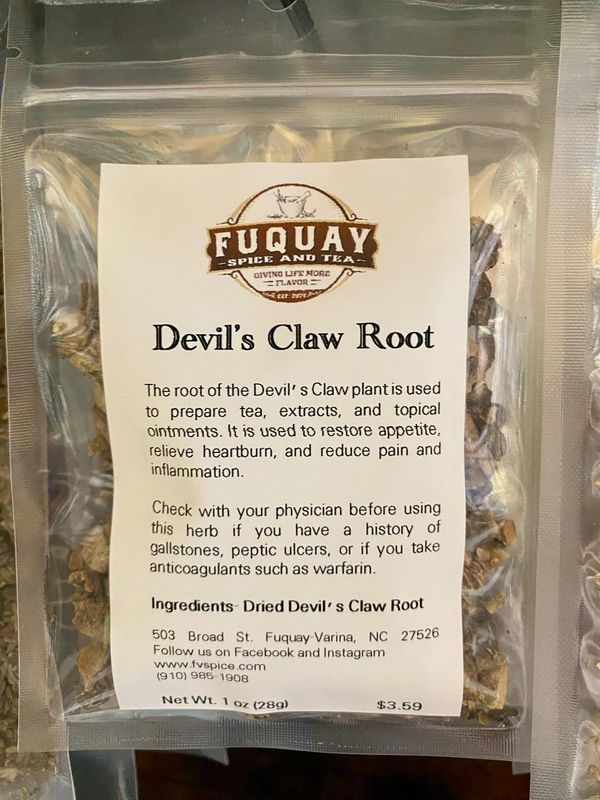 FUQUAY
SPICE AND TEA
GIVING LIFE MORE
FLAVOR
Devil's Claw Root
The root of the Devil's Claw plant is used
to prepare tea, extracts, and topical
ointments. It is used to restore appetite,
relieve heartburn, and reduce pain and
inflammation.
Check with your physician before using
this herb if you have a history of
gallstones, peptic ulcers, or if you take
anticoagulants such as warfarin.
Ingredients- Dried Devil's Claw Root
503 Broad St. Fuquay-Varina, NC 27526
Follow us on Facebook and Instagram
www.fvspice.com
(910) 985-1908
Net Wt. 1 oz (28g) $3.59